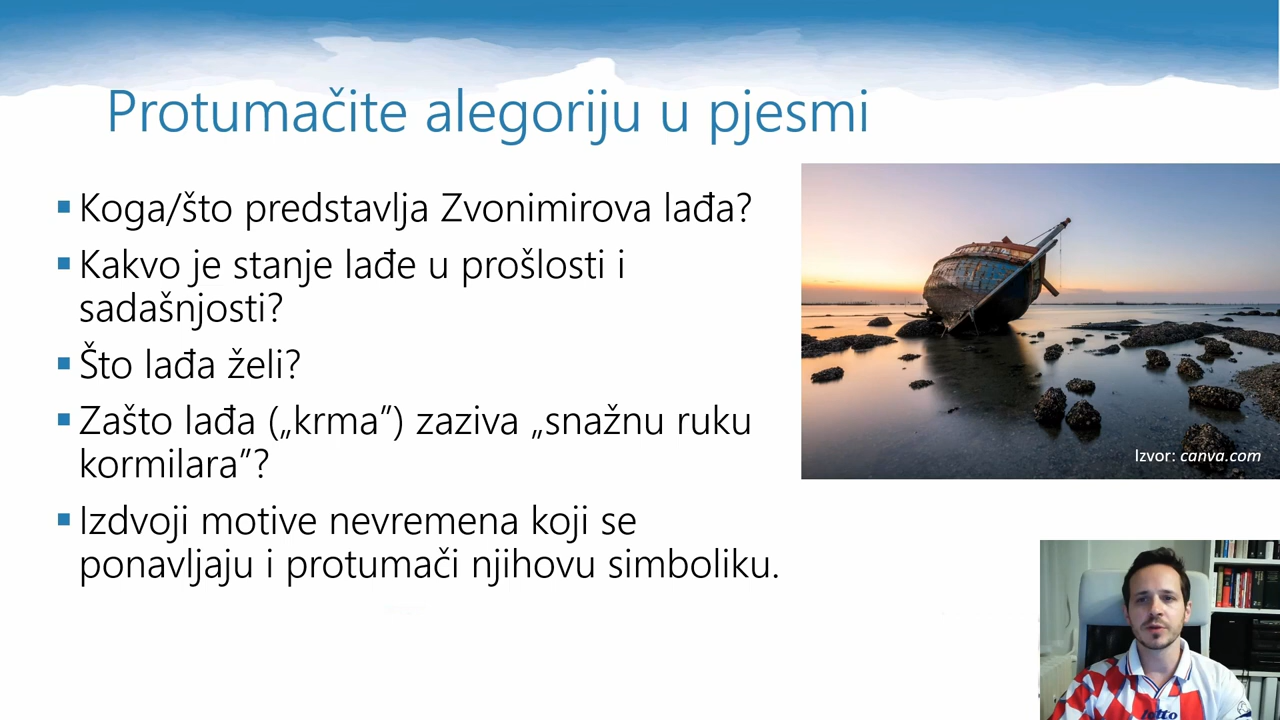 Protumačite alegoriju u pjesmi
Koga/što predstavlja Zvonimirova lađa?
Kakvo je stanje lađe u prošlosti i
sadašnjosti?
Što lađa želi?
Zašto lađa („krma”) zaziva „snažnu ruku
kormilara”?
Izdvoji motive nevremena koji se
ponavljaju i protumači njihovu simboliku.
Izvor: canva.com
lotto